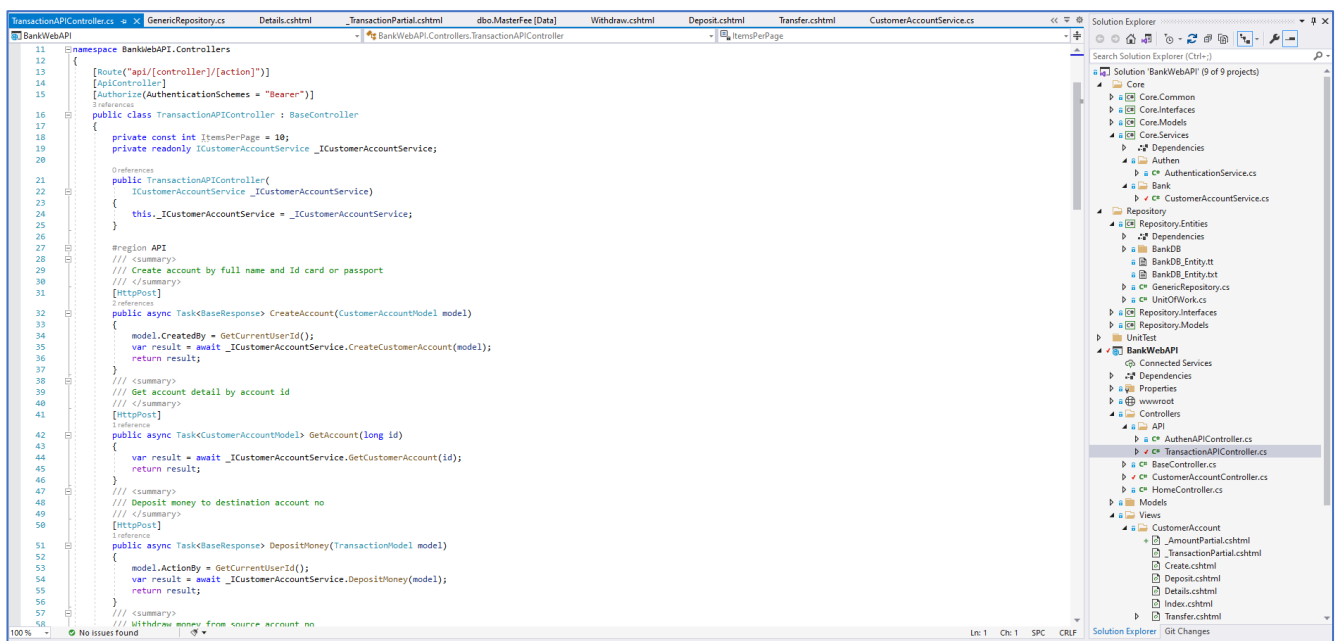 TransactionAPIController.cs GenericRepository.cs Details.cshtml _TransactionPartial.cshtml dbo.MasterFee [Data] Withdraw.cshtml Deposit.cshtml Transfer.cshtml CustomerAccountService.cs
BankWebAPI BankWebAPI.Controllers.TransactionAPIController ItemsPerPage
11 namespace BankWebAPI.Controllers
12 {
13 [Route("api/[controller]/[action]")]
14 [ApiController]
15 [Authorize(AuthenticationSchemes = "Bearer")]
3 references
16 public class TransactionAPIController : BaseController
17 {
18 private const int ItemsPerPage = 10;
19 private readonly ICustomerAccountService _ICustomerAccountService;
20
0 references
21 public TransactionAPIController(
22 ICustomerAccountService _ICustomerAccountService)
23 {
24 this._ICustomerAccountService = _ICustomerAccountService;
25 }
26
27 #region API
28 /// <summary>
29 /// Create account by full name and Id card or passport
30 /// </summary>
31 [HttpPost]
2 references
32 public async Task<BaseResponse> CreateAccount(CustomerAccountModel model)
33 {
34 model.CreatedBy = GetCurrentUserId();
35 var result = await _ICustomerAccountService.CreateCustomerAccount(model);
36 return result;
37 }
38 /// <summary>
39 /// Get account detail by account id
40 /// </summary>
41 [HttpPost]
1 reference
42 public async Task<CustomerAccountModel> GetAccount(long id)
43 {
44 var result = await _ICustomerAccountService.GetCustomerAccount(id);
45 return result;
46 }
47 /// <summary>
48 /// Deposit money to destination account no
49 /// </summary>
50 [HttpPost]
1 reference
51 public async Task<BaseResponse> DepositMoney(TransactionModel model)
52 {
53 model.ActionBy = GetCurrentUserId();
54 var result = await _ICustomerAccountService.DepositMoney(model);
55 return result;
56 }
57 /// <summary>
58 /// Withdraw money from source account no
100 % No issues found Ln: 1 Ch: 1 SPC CRLF
Solution Explorer
Search Solution Explorer (Ctrl+;)
Solution 'BankWebAPI' (9 of 9 projects)
Core
Core.Common
Core.Interfaces
Core.Models
Core.Services
Dependencies
Authen
AuthenticationService.cs
Bank
CustomerAccountService.cs
Repository
Repository.Entities
Dependencies
BankDB
BankDB_Entity.tt
BankDB_Entity.txt
GenericRepository.cs
UnitOfWork.cs
Repository.Interfaces
Repository.Models
UnitTest
BankWebAPI
Connected Services
Dependencies
Properties
wwwroot
Controllers
API
AuthenAPIController.cs
TransactionAPIController.cs
BaseController.cs
CustomerAccountController.cs
HomeController.cs
Models
Views
CustomerAccount
_AmountPartial.cshtml
_TransactionPartial.cshtml
Create.cshtml
Deposit.cshtml
Details.cshtml
Index.cshtml
Transfer.cshtml
Solution Explorer Git Changes